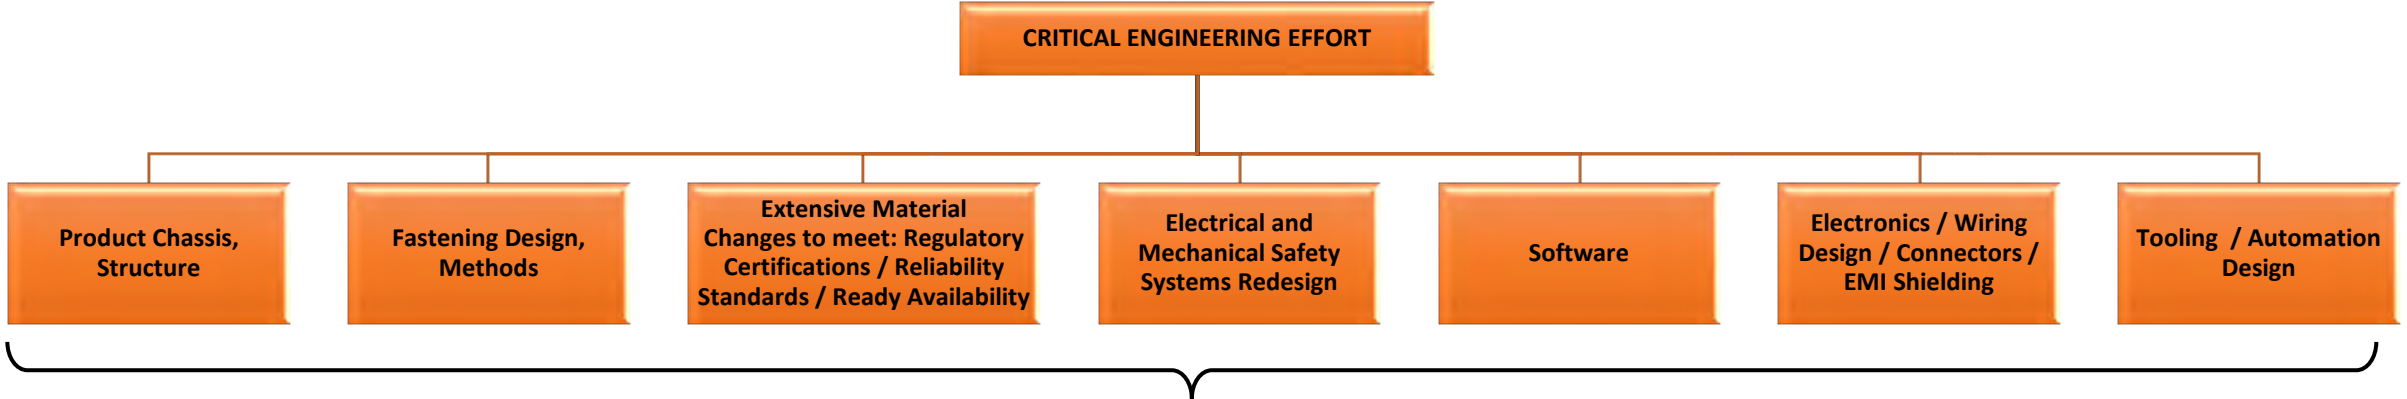 CRITICAL ENGINEERING EFFORT
Product Chassis,
Structure
Fastening Design,
Methods
Extensive Material
Changes to meet: Regulatory
Certifications / Reliability
Standards / Ready Availability
Electrical and
Mechanical Safety
Systems Redesign
Software
Electronics / Wiring
Design / Connectors /
EMI Shielding
Tooling / Automation
Design